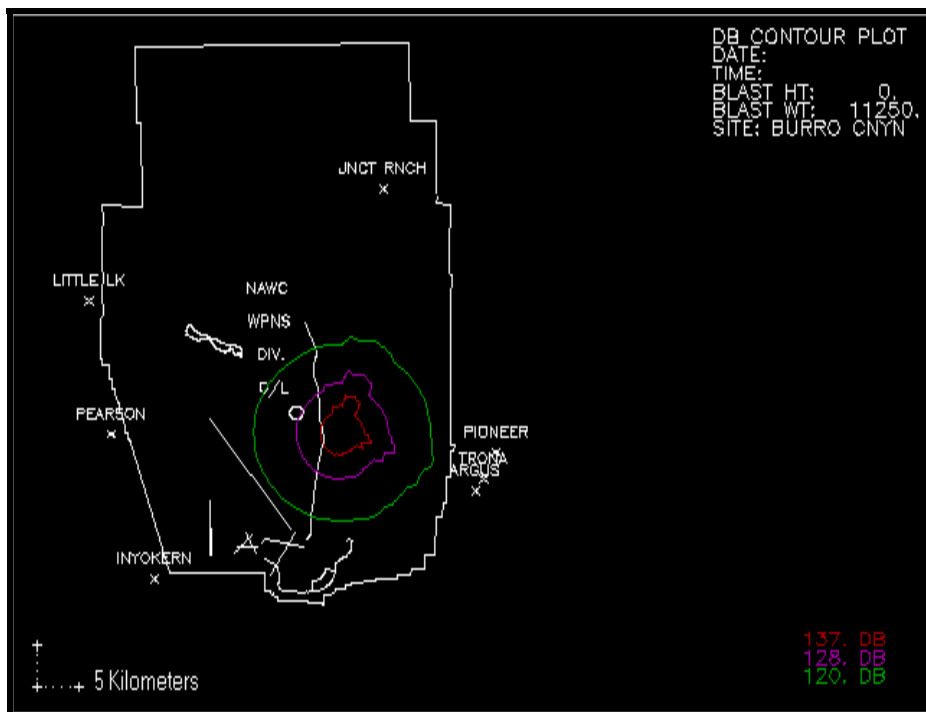 DB CONTOUR PLOT
DATE:
TIME:
BLAST HT: 0.
BLAST WT: 11250.
SITE: BURRO CNYN
JNCT RNCH
LITTLE LK
NAWC
WPNS
DIV.
C/L
PEARSON
PIONEER
TRONA
ARGUS
INYOKERN
137. DB
128. DB
120. DB
5 Kilometers